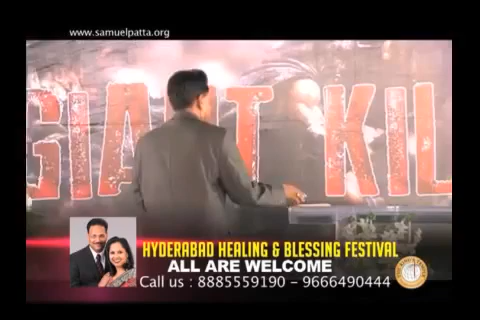 www.samuelpatta.org
GIANT KIL
HYDERABAD HEALING & BLESSING FESTIVAL
ALL ARE WELCOME
Call us : 8885559190 - 9666490444